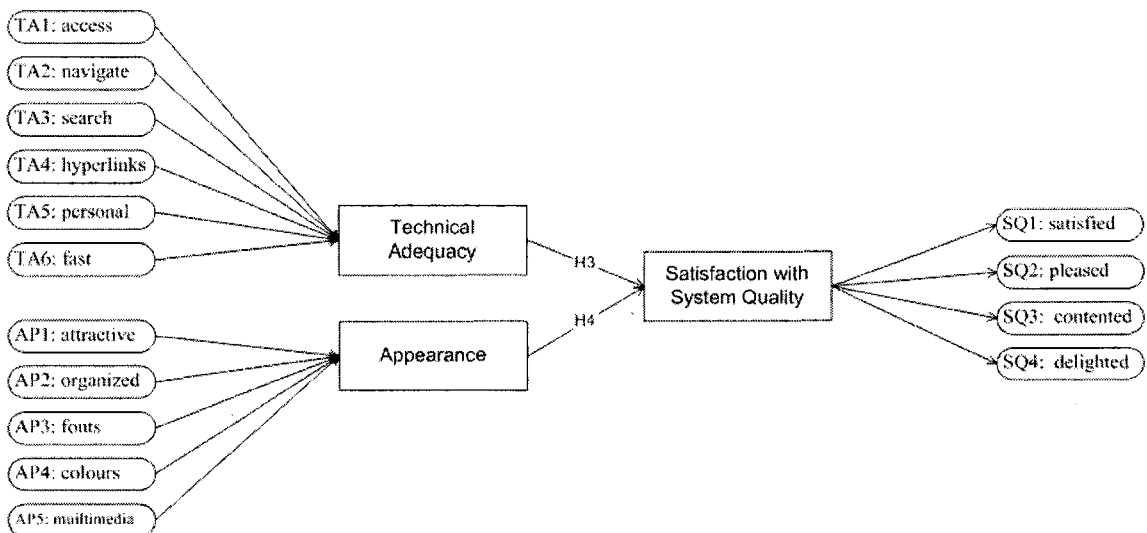 TA1: access
TA2: navigate
TA3: search
TA4: hyperlinks
TA5: personal
TA6: fast
Technical
Adequacy
H3
Satisfaction with
System Quality
H4
Appearance
AP1: attractive
AP2: organized
AP3: fonts
AP4: colours
AP5: multimedia
SQ1: satisfied
SQ2: pleased
SQ3: contented
SQ4: delighted